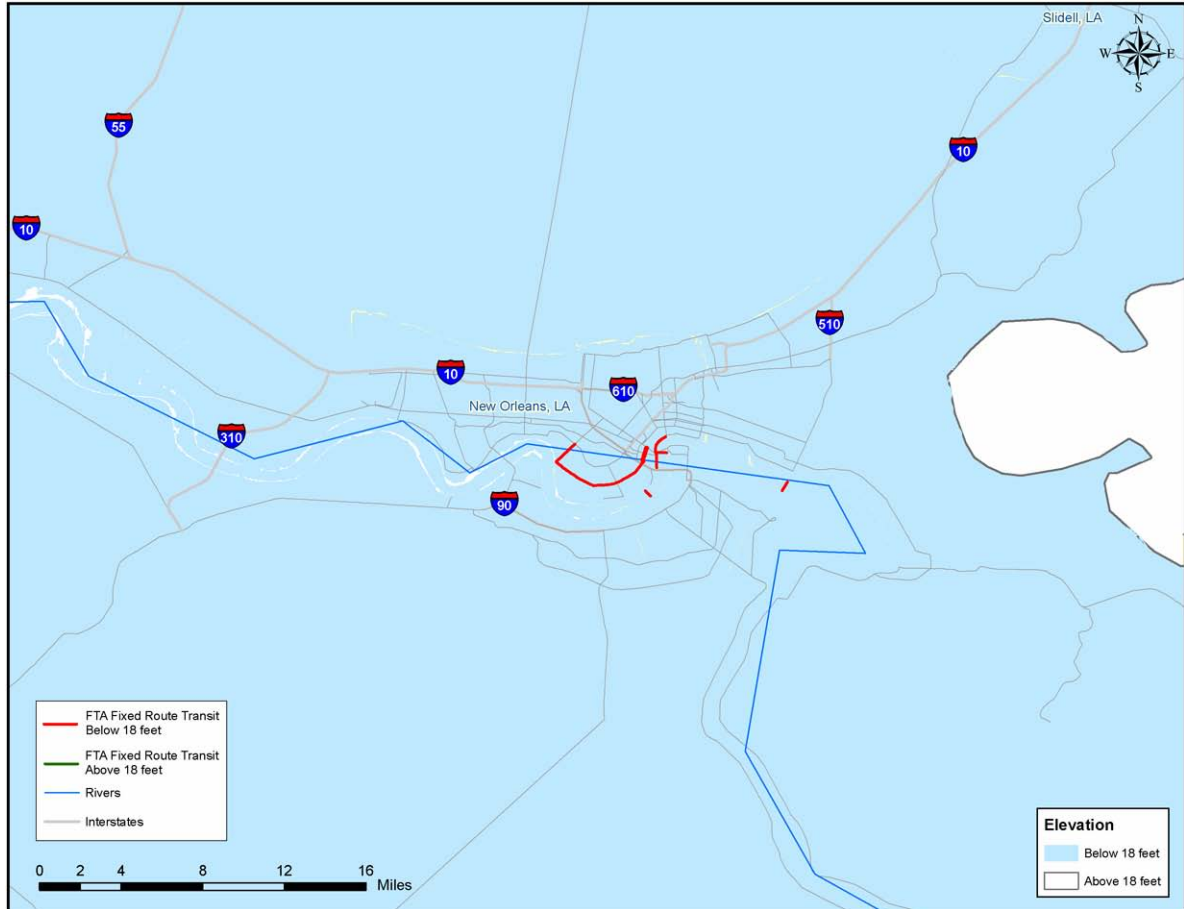 Slidell, LA
N
W
E
S
55
10
10
510
10
610
New Orleans, LA
310
90
FTA Fixed Route Transit
Below 18 feet
FTA Fixed Route Transit
Above 18 feet
Rivers
Interstates
0 2 4 8 12 16
Miles
Elevation
Below 18 feet
Above 18 feet